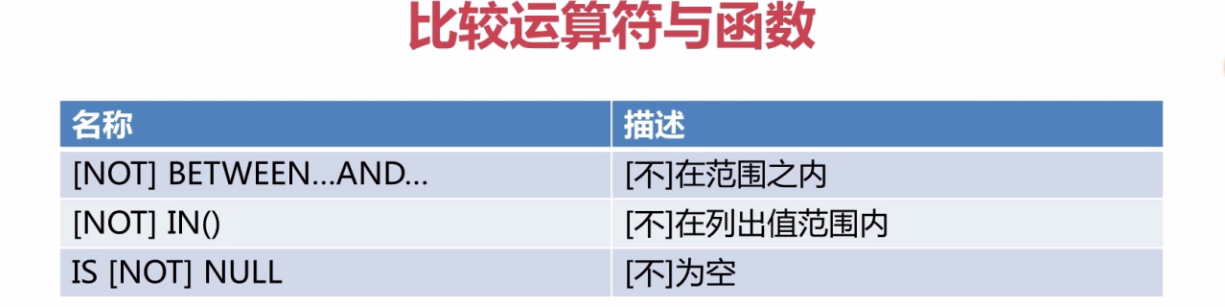 比较运算符与函数
名称 描述
[NOT] BETWEEN...AND... [不]在范围之内
[NOT] IN() [不]在列出值范围内
IS [NOT] NULL [不]为空